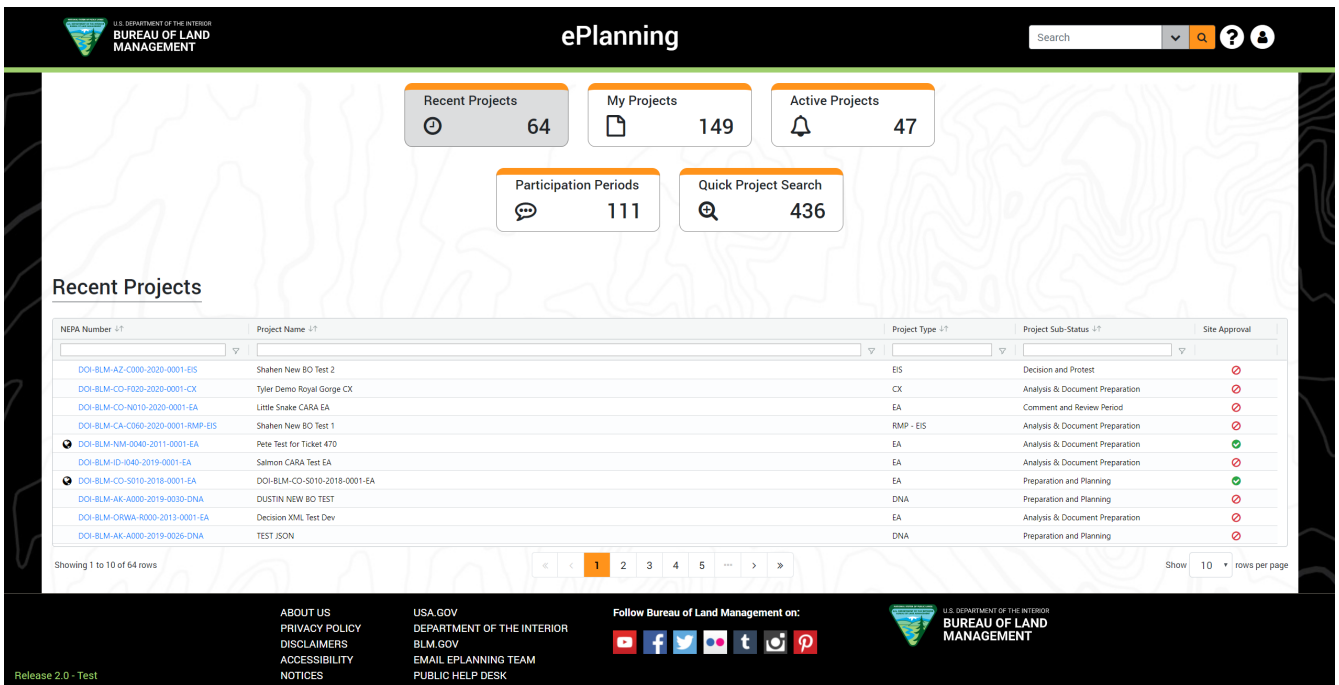 U.S. DEPARTMENT OF THE INTERIOR
BUREAU OF LAND
MANAGEMENT
ePlanning
Search
Recent Projects
64
My Projects
149
Active Projects
47
Participation Periods
111
Quick Project Search
436
Recent Projects
NEPA Number Project Name Project Type Project Sub-Status Site Approval
DOI-BLM-AZ-C000-2020-0001-EIS Shahen New BO Test 2 EIS Decision and Protest
DOI-BLM-CO-F020-2020-0001-CX Tyler Demo Royal Gorge CX CX Analysis & Document Preparation
DOI-BLM-CO-N010-2020-0001-EA Little Snake CARA EA EA Comment and Review Period
DOI-BLM-CA-C060-2020-0001-RMP-EIS Shahen New BO Test 1 RMP - EIS Analysis & Document Preparation
DOI-BLM-NM-0040-2011-0001-EA Pete Test for Ticket 470 EA Analysis & Document Preparation
DOI-BLM-ID-I040-2019-0001-EA Salmon CARA Test EA EA Analysis & Document Preparation
DOI-BLM-CO-S010-2018-0001-EA DOI-BLM-CO-S010-2018-0001-EA EA Preparation and Planning
DOI-BLM-AK-A000-2019-0030-DNA DUSTIN NEW BO TEST DNA Preparation and Planning
DOI-BLM-ORWA-R000-2013-0001-EA Decision XML Test Dev EA Analysis & Document Preparation
DOI-BLM-AK-A000-2019-0026-DNA TEST JSON DNA Preparation and Planning
Showing 1 to 10 of 64 rows « ‹ 1 2 3 4 5 ... › » Show 10 rows per page
ABOUT US
PRIVACY POLICY
DISCLAIMERS
ACCESSIBILITY
NOTICES
USA.GOV
DEPARTMENT OF THE INTERIOR
BLM.GOV
EMAIL EPLANNING TEAM
PUBLIC HELP DESK
Follow Bureau of Land Management on:
U.S. DEPARTMENT OF THE INTERIOR
BUREAU OF LAND
MANAGEMENT
Release 2.0 - Test